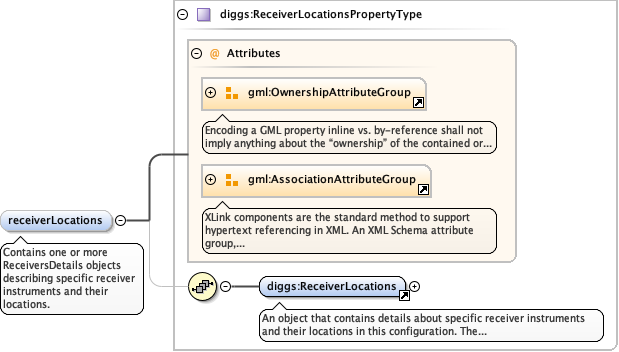 diggs:ReceiverLocationsPropertyType
@ Attributes
gml:OwnershipAttributeGroup
Encoding a GML property inline vs. by-reference shall not
imply anything about the “ownership” of the contained or...
gml:AssociationAttributeGroup
XLink components are the standard method to support
hypertext referencing in XML. An XML Schema attribute
group,...
receiverLocations
Contains one or more
ReceiversDetails objects
describing specific receiver
instruments and their
locations.
diggs:ReceiverLocations
An object that contains details about specific receiver instruments
and their locations in this configuration. The...